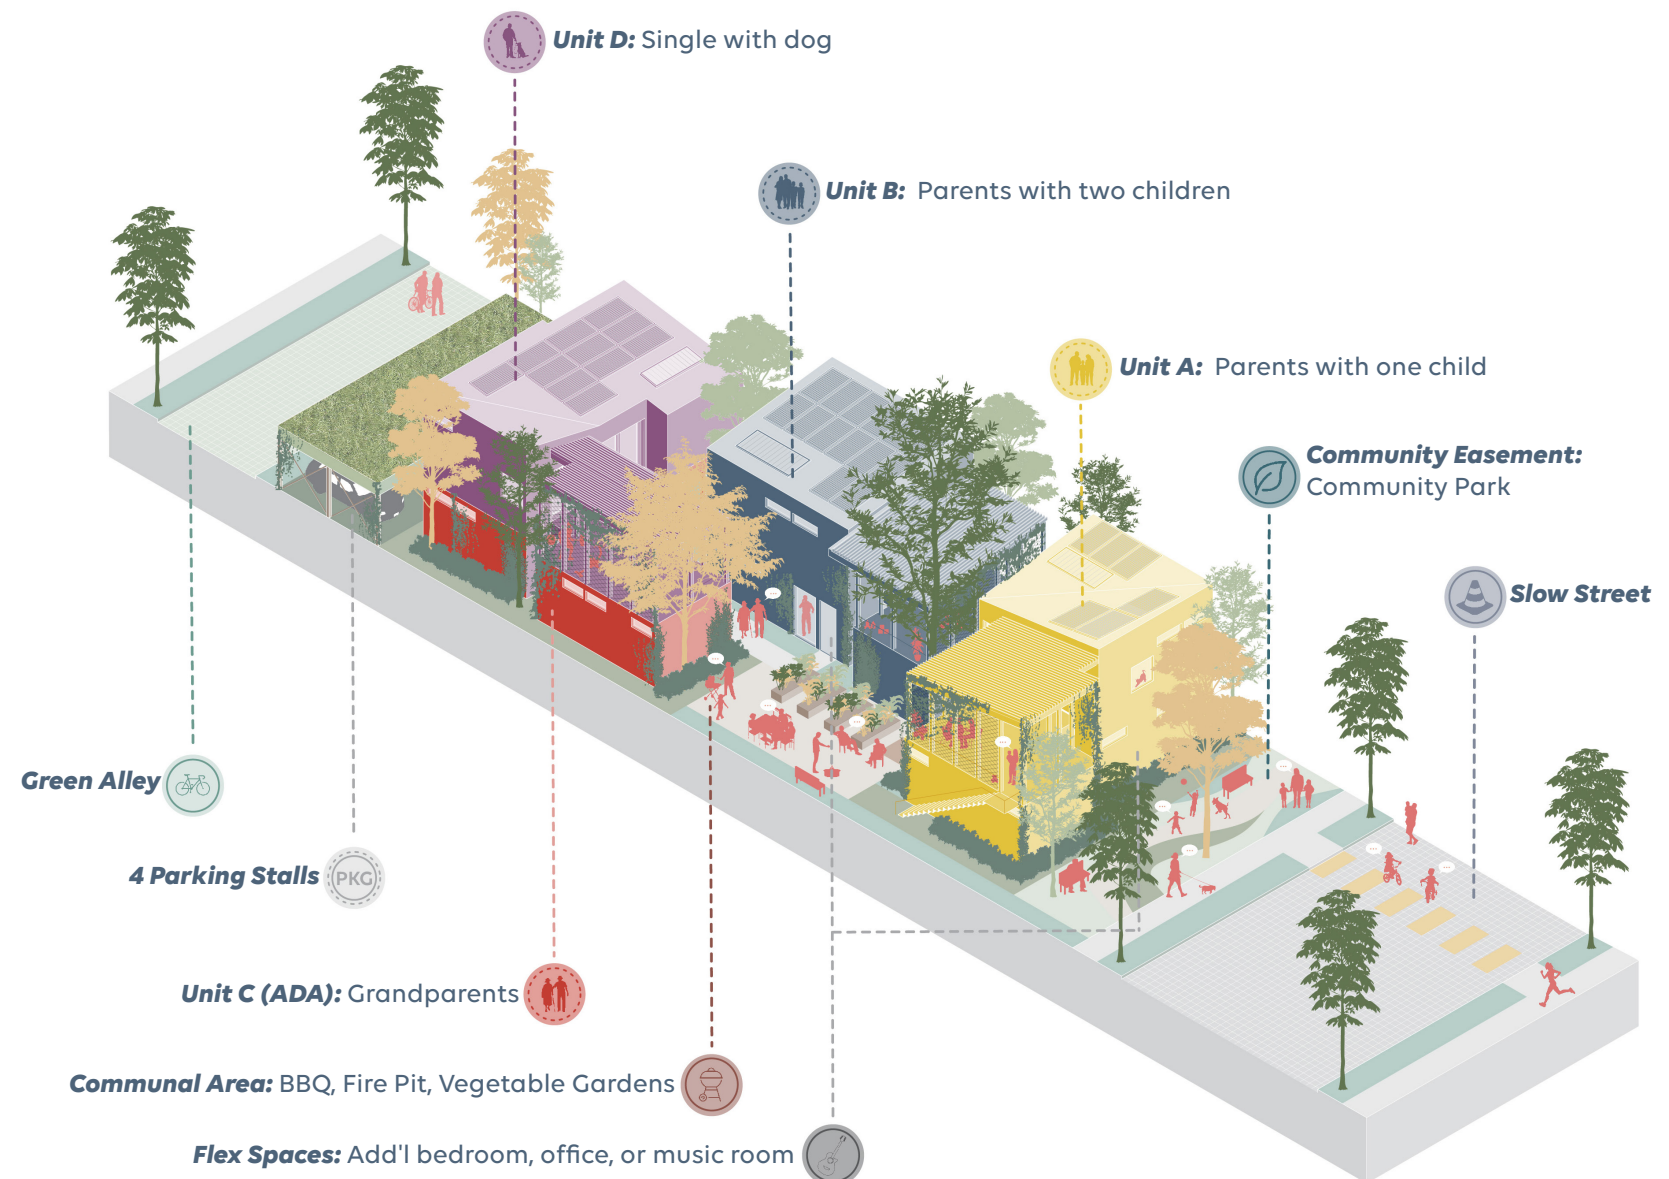 Unit D: Single with dog
Unit B: Parents with two children
Unit A: Parents with one child
Community Easement:
Community Park
Slow Street
Green Alley
4 Parking Stalls
PKG
Unit C (ADA): Grandparents
Communal Area: BBQ, Fire Pit, Vegetable Gardens
Flex Spaces: Add'l bedroom, office, or music room